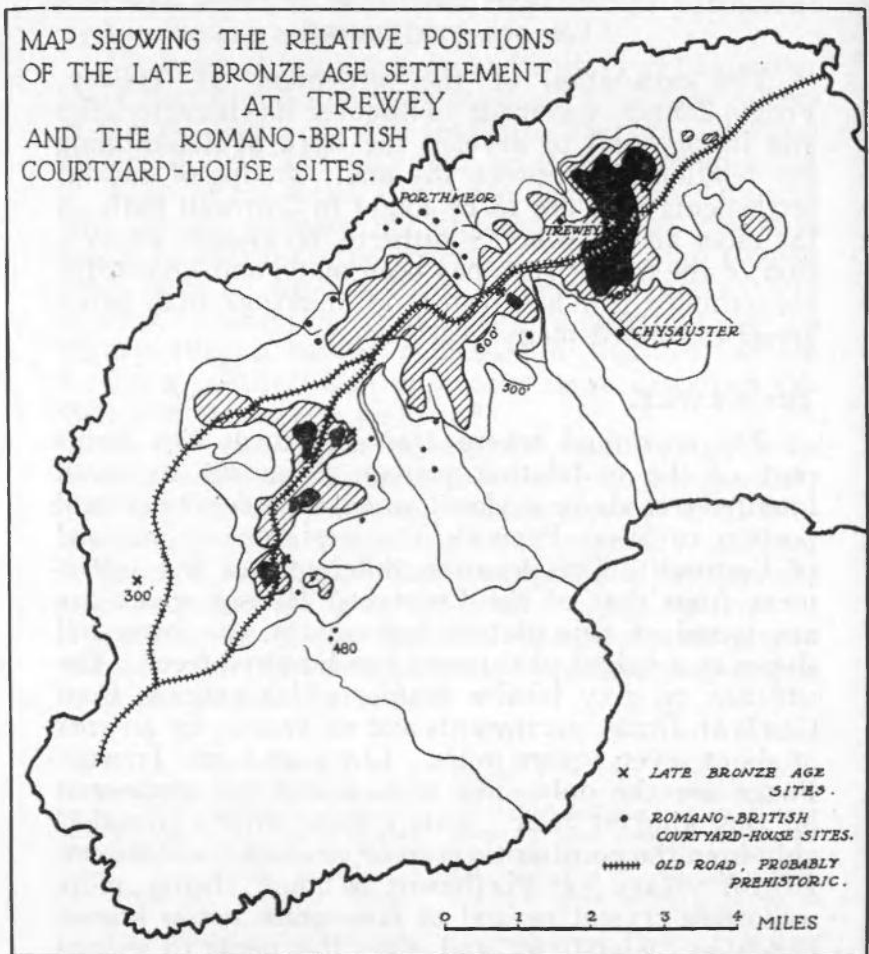 MAP SHOWING THE RELATIVE POSITIONS
OF THE LATE BRONZE AGE SETTLEMENT
AT TREWEY
AND THE ROMANO-BRITISH
COURTYARD-HOUSE SITES.
PORTHMEOR
TREWEY
CHYSAUSTER
600'
500'
300'
480
× LATE BRONZE AGE
SITES.
• ROMANO-BRITISH
COURTYARD-HOUSE SITES.
OLD ROAD, PROBABLY
PREHISTORIC.
0 1 2 3 4
MILES